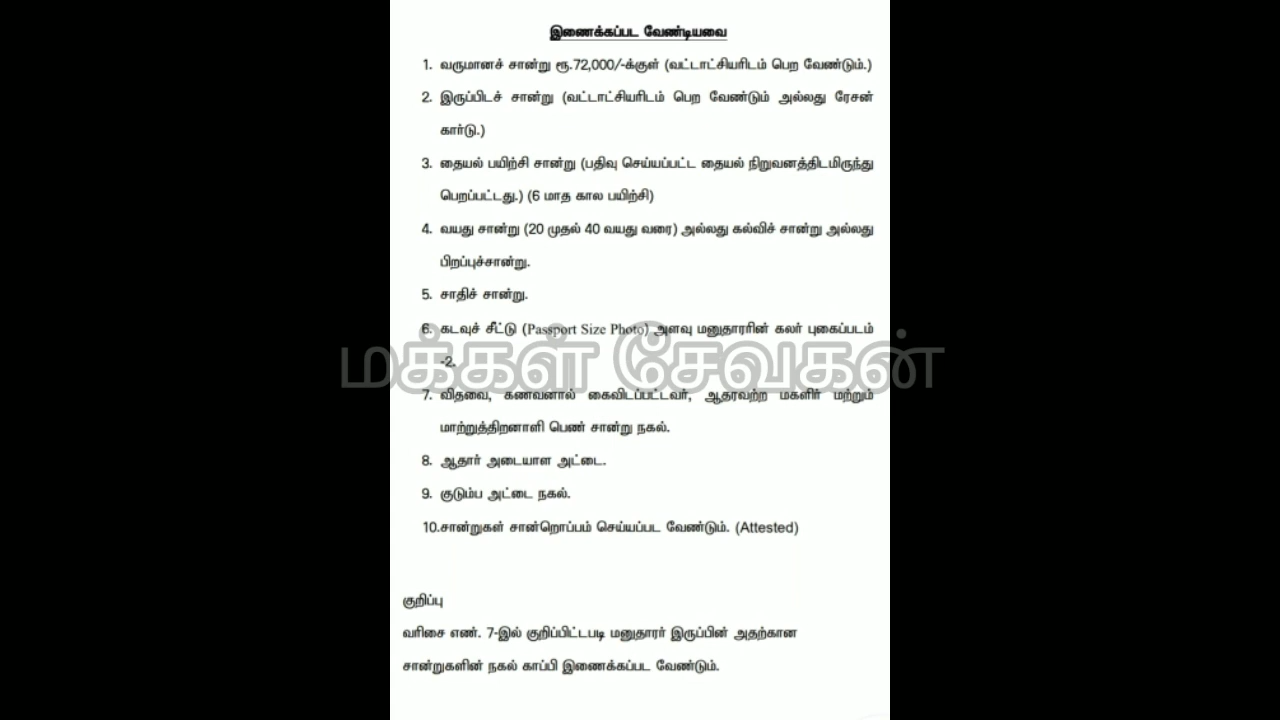 இணைக்கப்பட வேண்டியவை
1. வருமானச் சான்று ரூ.72,000/-க்குள் (வட்டாட்சியரிடம் பெற வேண்டும்.)
2. இருப்பிடச் சான்று (வட்டாட்சியரிடம் பெற வேண்டும் அல்லது ரேசன்
கார்டு.)
3. தையல் பயிற்சி சான்று (பதிவு செய்யப்பட்ட தையல் நிறுவனத்திடமிருந்து
பெறப்பட்டது.) (6 மாத கால பயிற்சி)
4. வயது சான்று (20 முதல் 40 வயது வரை) அல்லது கல்விச் சான்று அல்லது
பிறப்புச்சான்று.
5. சாதிச் சான்று.
6. கடவுச் சீட்டு (Passport Size Photo) அளவு மனுதாரரின் கலர் புகைப்படம்
-2.
மக்கள் சேவகன்
7. விதவை, கணவனால் கைவிடப்பட்டவர், ஆதரவற்ற மகளிர் மற்றும்
மாற்றுத்திறனாளி பெண் சான்று நகல்.
8. ஆதார் அடையாள அட்டை.
9. குடும்ப அட்டை நகல்.
10.சான்றுகள் சான்றொப்பம் செய்யப்பட வேண்டும். (Attested)
குறிப்பு
வரிசை எண். 7-இல் குறிப்பிட்டபடி மனுதாரர் இருப்பின் அதற்கான
சான்றுகளின் நகல் காப்பி இணைக்கப்பட வேண்டும்.